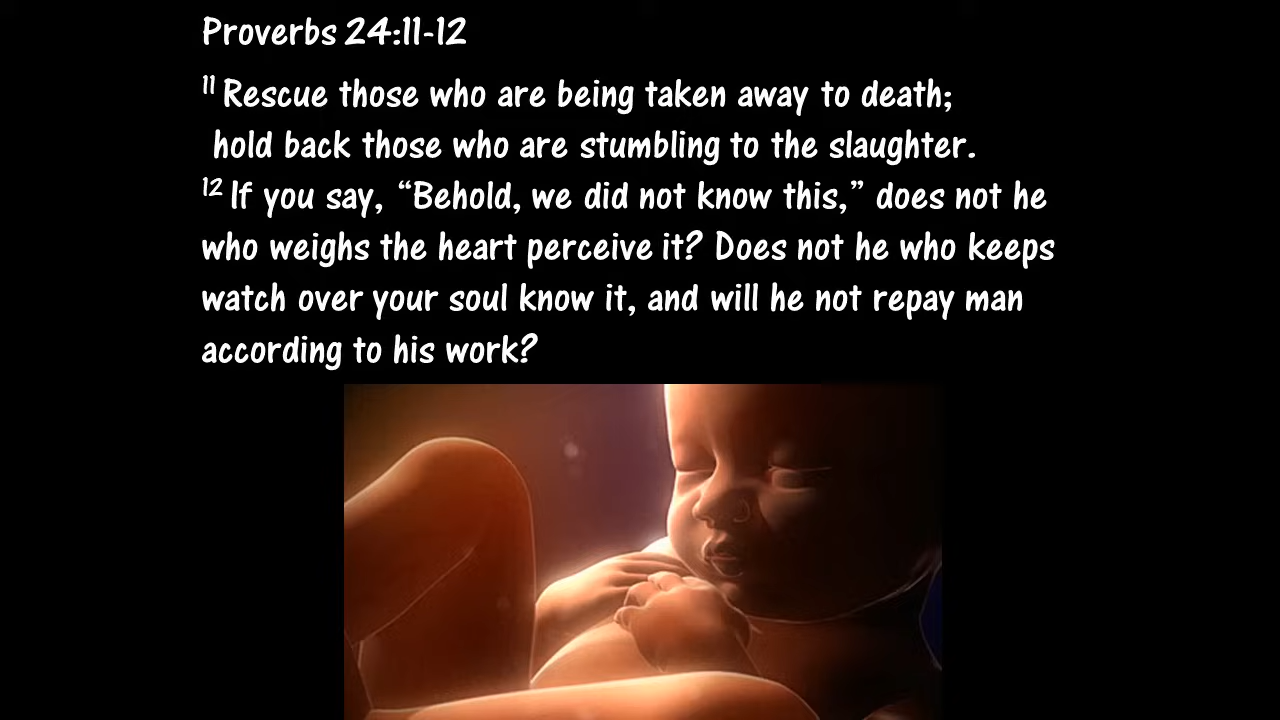 Proverbs 24:11-12
11 Rescue those who are being taken away to death;
hold back those who are stumbling to the slaughter.
12 If you say, “Behold, we did not know this,” does not he
who weighs the heart perceive it? Does not he who keeps
watch over your soul know it, and will he not repay man
according to his work?